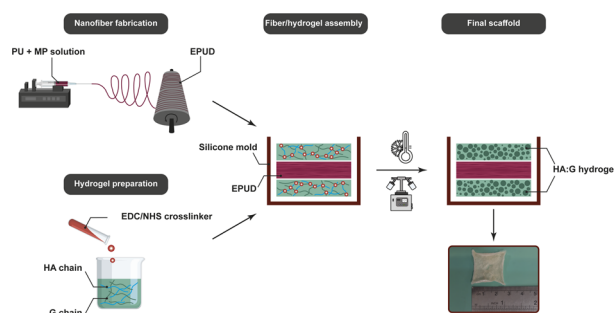 Nanofiber fabrication
Fiber/hydrogel assembly
Final scaffold
PU + MP solution
EPUD
Silicone mold
EPUD
HA:G hydroge
Hydrogel preparation
EDC/NHS crosslinker
HA chain
G chain